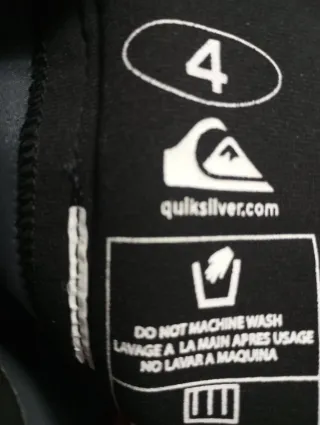 4
quiksilver.com
DO NOT MACHINE WASH
LAVAGE A LA MAIN APRES USAGE
NO LAVAR A MAQUINA